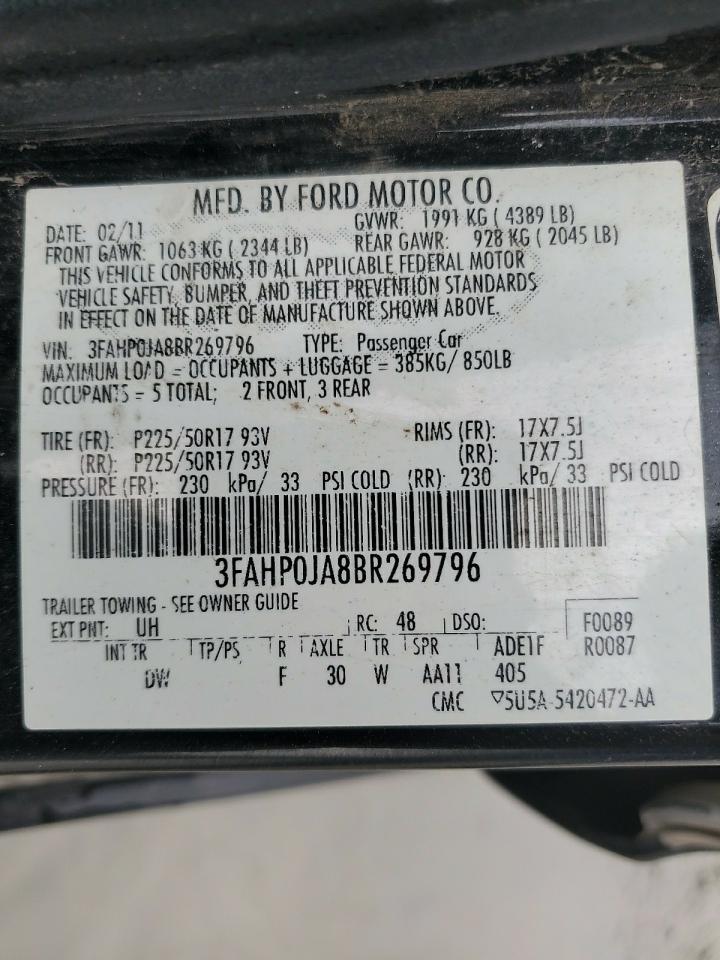 MFD. BY FORD MOTOR CO.
DATE: 02/11 GVWR: 1991 KG ( 4389 LB)
FRONT GAWR: 1063 KG ( 2344 LB) REAR GAWR: 928 KG ( 2045 LB)
THIS VEHICLE CONFORMS TO ALL APPLICABLE FEDERAL MOTOR
VEHICLE SAFETY, BUMPER, AND THEFT PREVENTION STANDARDS
IN EFFECT ON THE DATE OF MANUFACTURE SHOWN ABOVE.
VIN: 3FAHP0JA8BR269796 TYPE: Passenger Car
MAXIMUM LOAD = OCCUPANTS + LUGGAGE = 385KG/ 850LB
OCCUPANTS = 5 TOTAL; 2 FRONT, 3 REAR
TIRE (FR): P225/50R17 93V RIMS (FR): 17X7.5J
(RR): P225/50R17 93V (RR): 17X7.5J
PRESSURE (FR): 230 kPa/ 33 PSI COLD (RR): 230 kPa/ 33 PSI COLD
3FAHP0JA8BR269796
TRAILER TOWING - SEE OWNER GUIDE
EXT PNT: UH RC: 48 DSO: F0089
INT TR TP/PS R AXLE TR SPR ADE1F R0087
DW F 30 W AA11 405
CMC ▽5U5A-5420472-AA